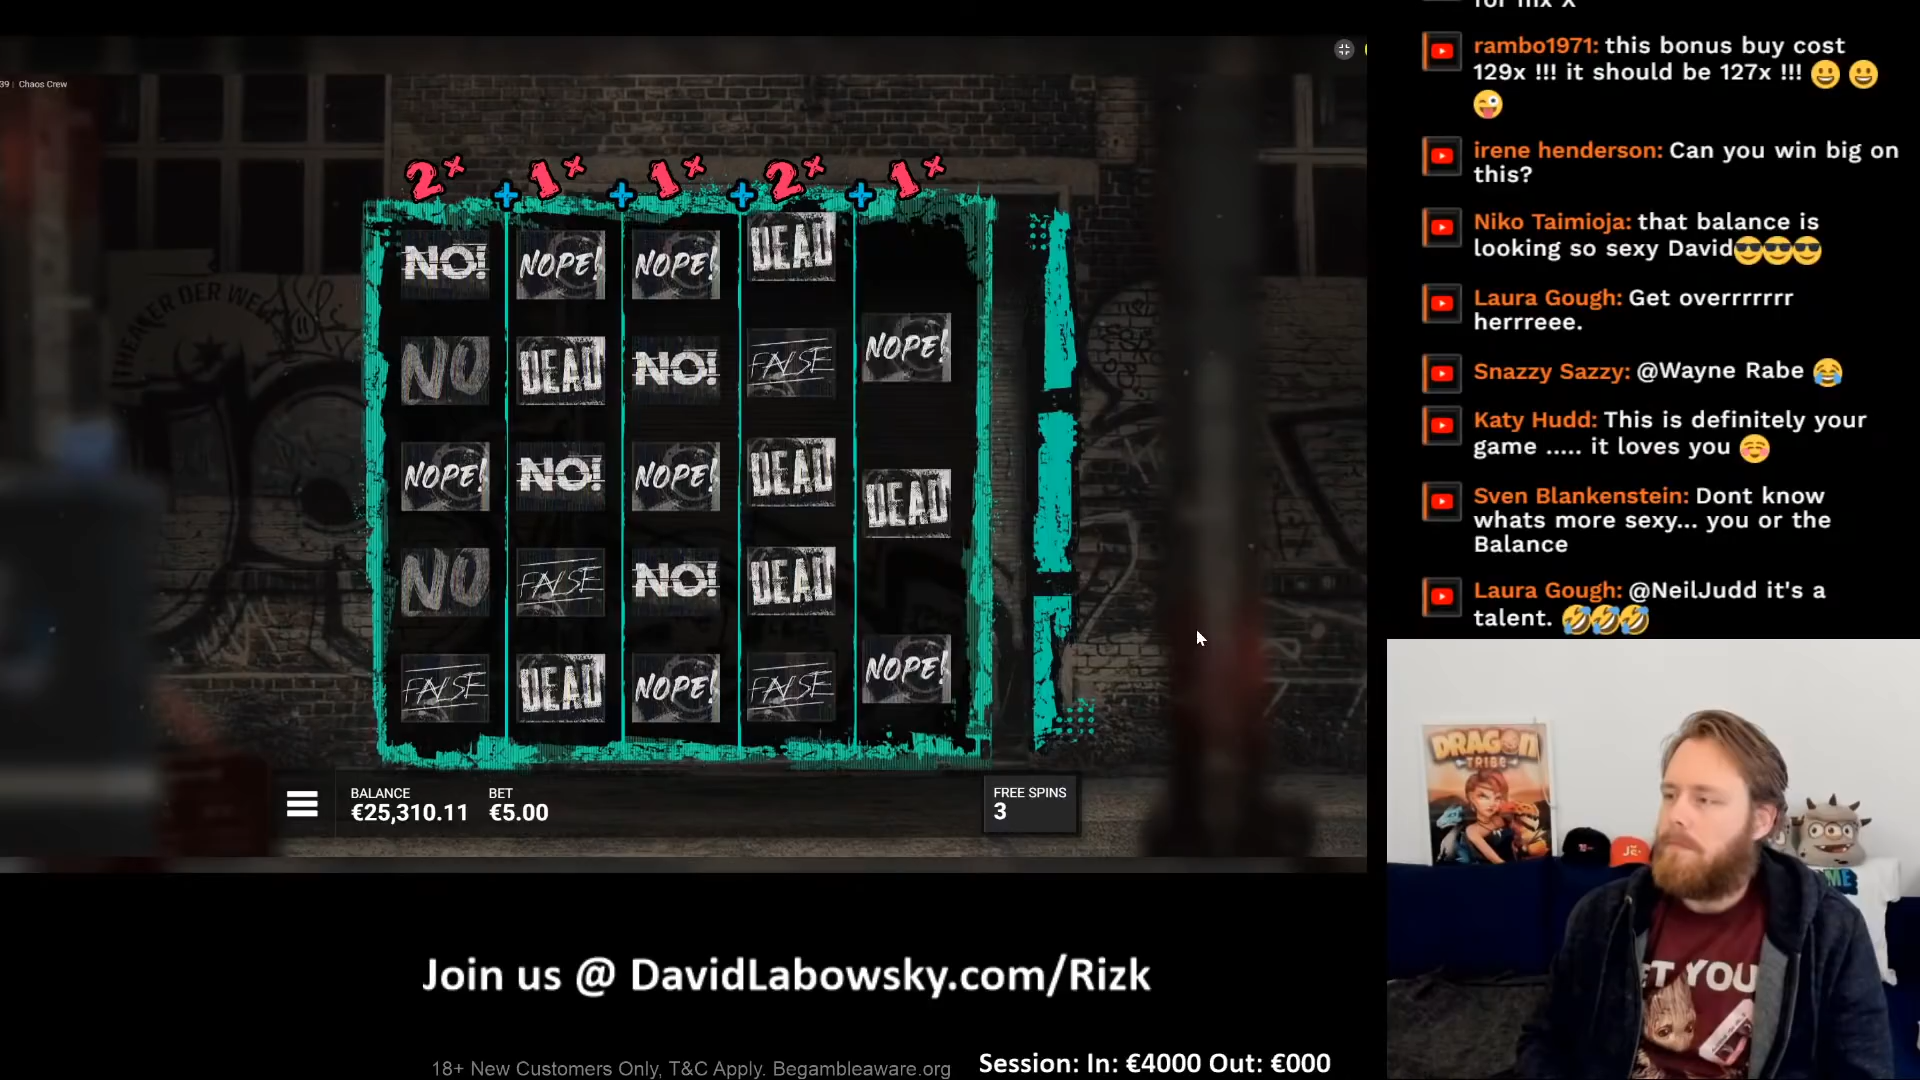 39 | Chaos Crew
2x + 1x + 1x + 2x + 1x
NO! NOPE! NOPE! DEAD
NO DEAD NO! FALSE NOPE!
NOPE! NO! NOPE! DEAD DEAD
NO FALSE NO! DEAD
FALSE DEAD NOPE! FALSE NOPE!
BALANCE
€25,310.11
BET
€5.00
FREE SPINS
3
rambo1971: this bonus buy cost
129x !!! it should be 127x !!! 😀 😀
😜
irene henderson: Can you win big on
this?
Niko Taimioja: that balance is
looking so sexy David😎😎😎
Laura Gough: Get overrrrrrr
herrreee.
Snazzy Sazzy: @Wayne Rabe 😂
Katy Hudd: This is definitely your
game ..... it loves you ☺️
Sven Blankenstein: Dont know
whats more sexy... you or the
Balance
Laura Gough: @NeilJudd it's a
talent. 🤣🤣🤣
DRAGON
TRIBE
Join us @ DavidLabowsky.com/Rizk
18+ New Customers Only, T&C Apply. Begambleaware.org
Session: In: €4000 Out: €000